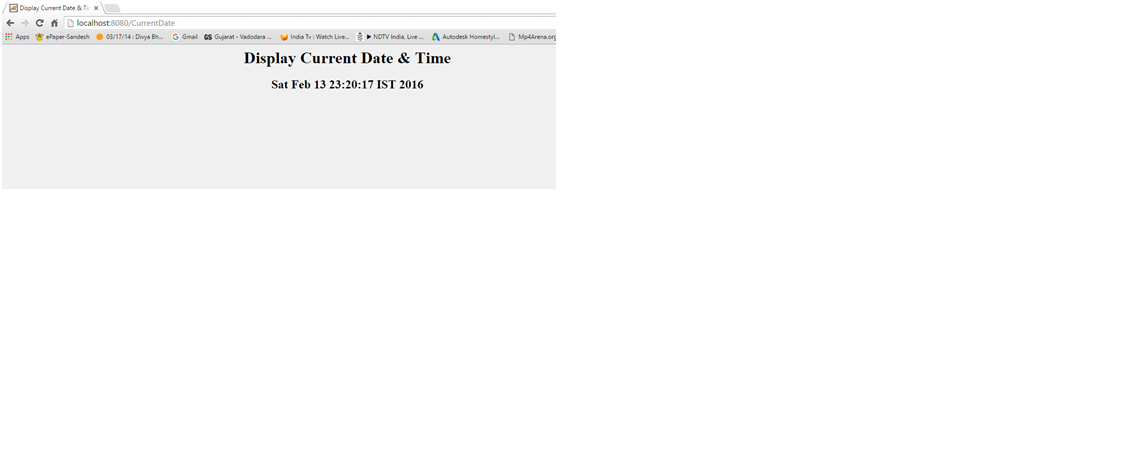 Display Current Date & Ti
localhost:8080/CurrentDate
Apps ePaper-Sandesh 03/17/14 : Divya Bh... Gmail GS Gujarat - Vadodara ... India Tv : Watch Live... ▶ NDTV India, Live ... Autodesk Homestyl... Mp4Arena.org
Display Current Date & Time
Sat Feb 13 23:20:17 IST 2016